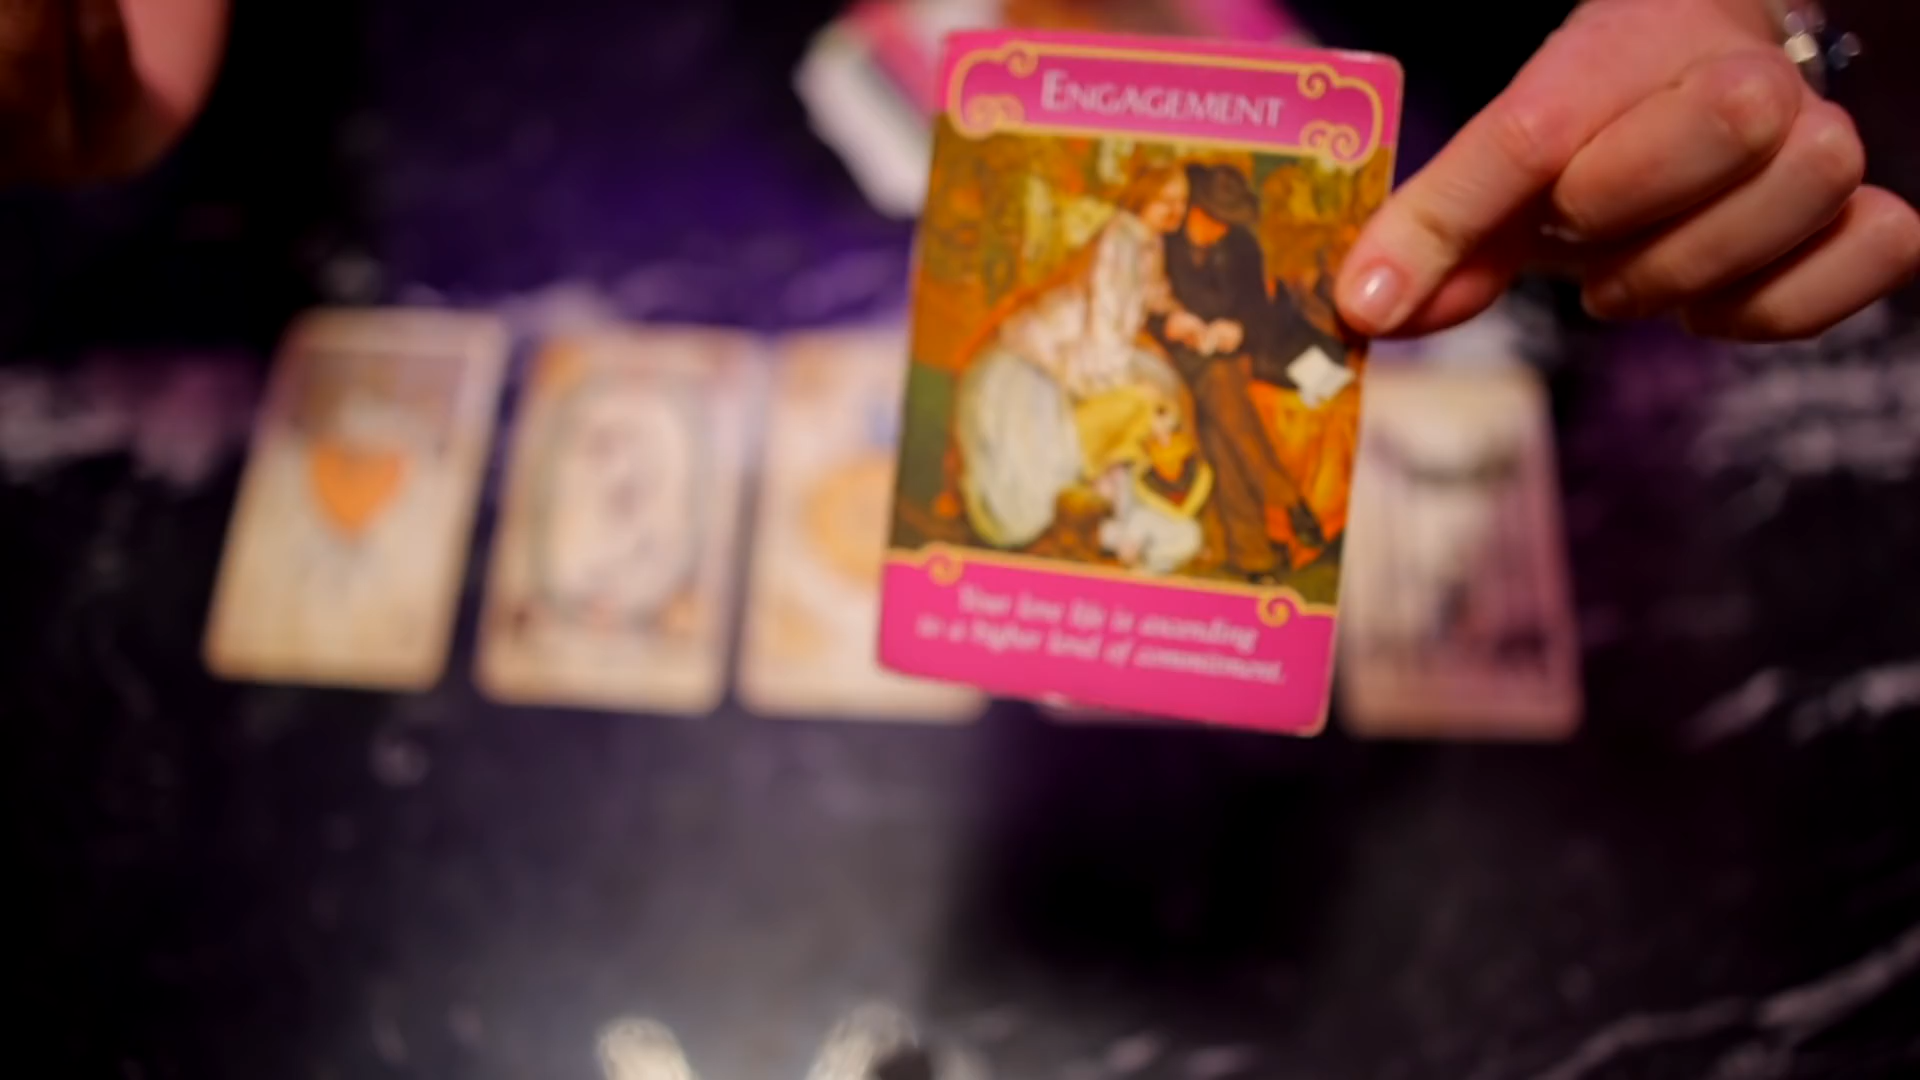 ENGAGEMENT
Your love life is ascending
to a higher level of commitment.